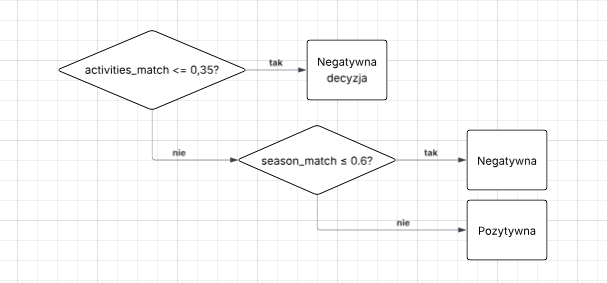 activities_match <= 0,35?
tak
Negatywna
decyzja
nie
season_match ≤ 0.6?
tak
Negatywna
nie
Pozytywna